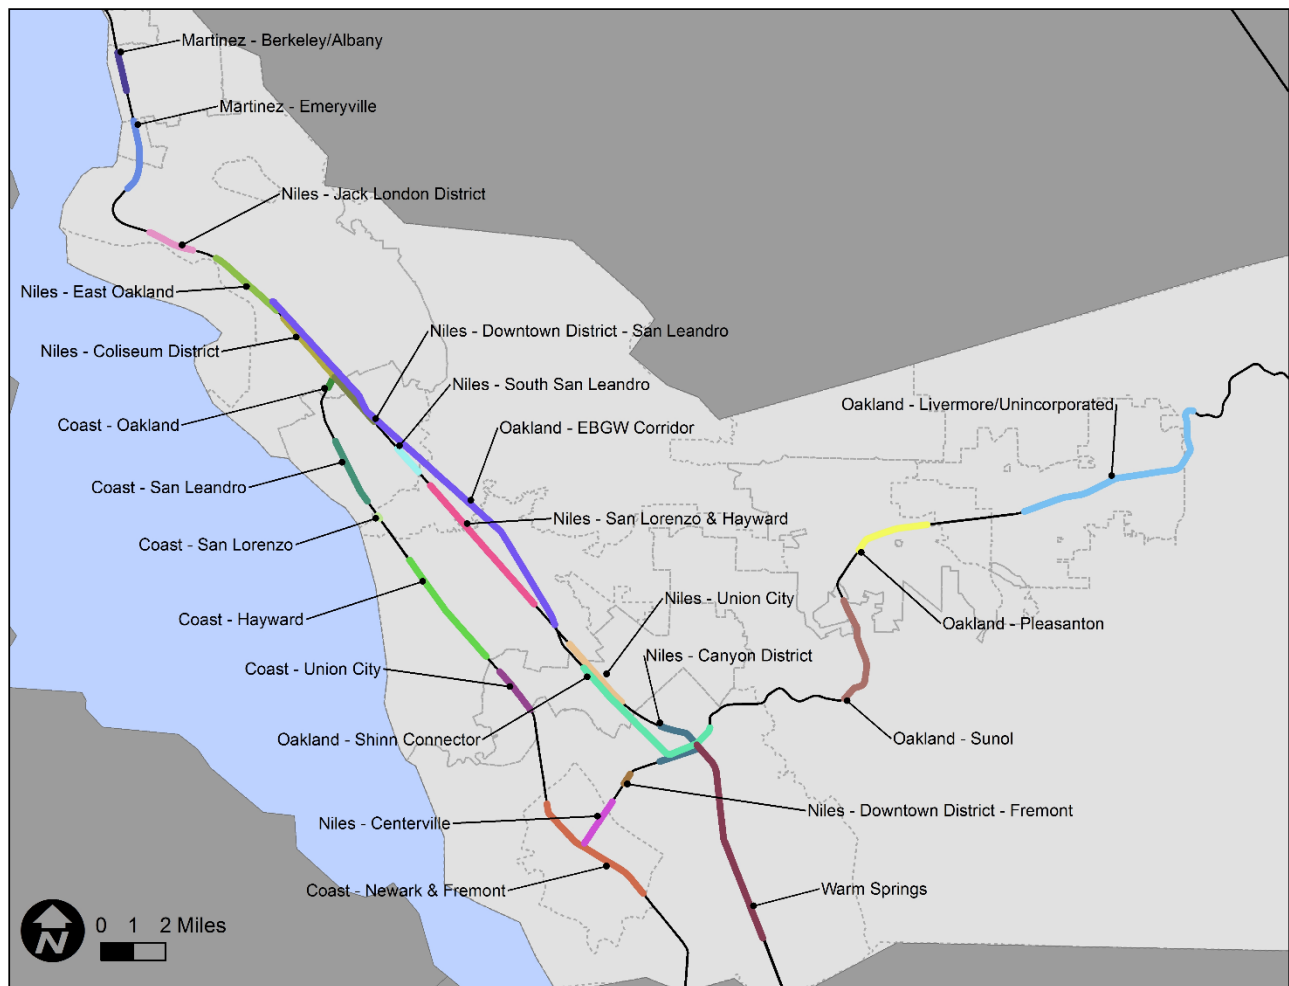 Martinez - Berkeley/Albany
Martinez - Emeryville
Niles - Jack London District
Niles - East Oakland
Niles - Downtown District - San Leandro
Niles - Coliseum District
Niles - South San Leandro
Oakland - Livermore/Unincorporated
Coast - Oakland
Oakland - EBGW Corridor
Coast - San Leandro
Niles - San Lorenzo & Hayward
Coast - San Lorenzo
Niles - Union City
Coast - Hayward
Oakland - Pleasanton
Niles - Canyon District
Coast - Union City
Oakland - Shinn Connector
Oakland - Sunol
Niles - Downtown District - Fremont
Niles - Centerville
Coast - Newark & Fremont
Warm Springs
N
0 1 2 Miles